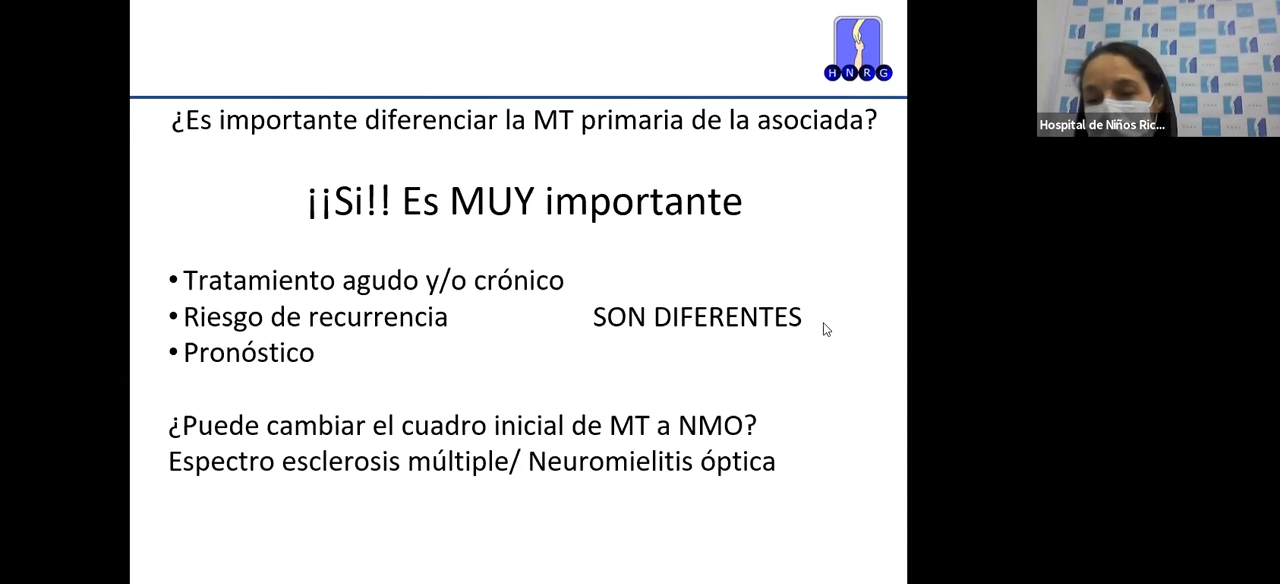 H N R G
¿Es importante diferenciar la MT primaria de la asociada?
¡¡Si!! Es MUY importante
• Tratamiento agudo y/o crónico
• Riesgo de recurrencia SON DIFERENTES
• Pronóstico
¿Puede cambiar el cuadro inicial de MT a NMO?
Espectro esclerosis múltiple/ Neuromielitis óptica
Hospital de Niños Ric...